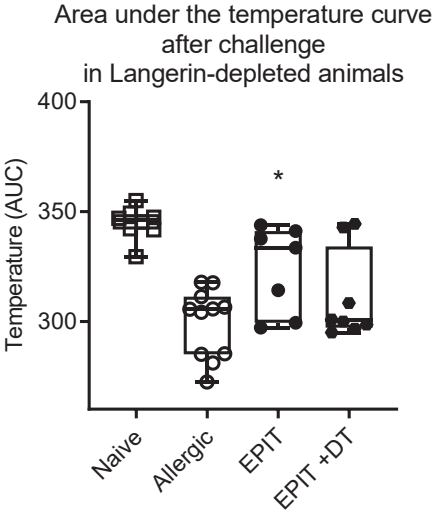 Area under the temperature curve
after challenge
in Langerin-depleted animals
Temperature (AUC)
400
350
300
*
Naive
Allergic
EPIT
EPIT +DT